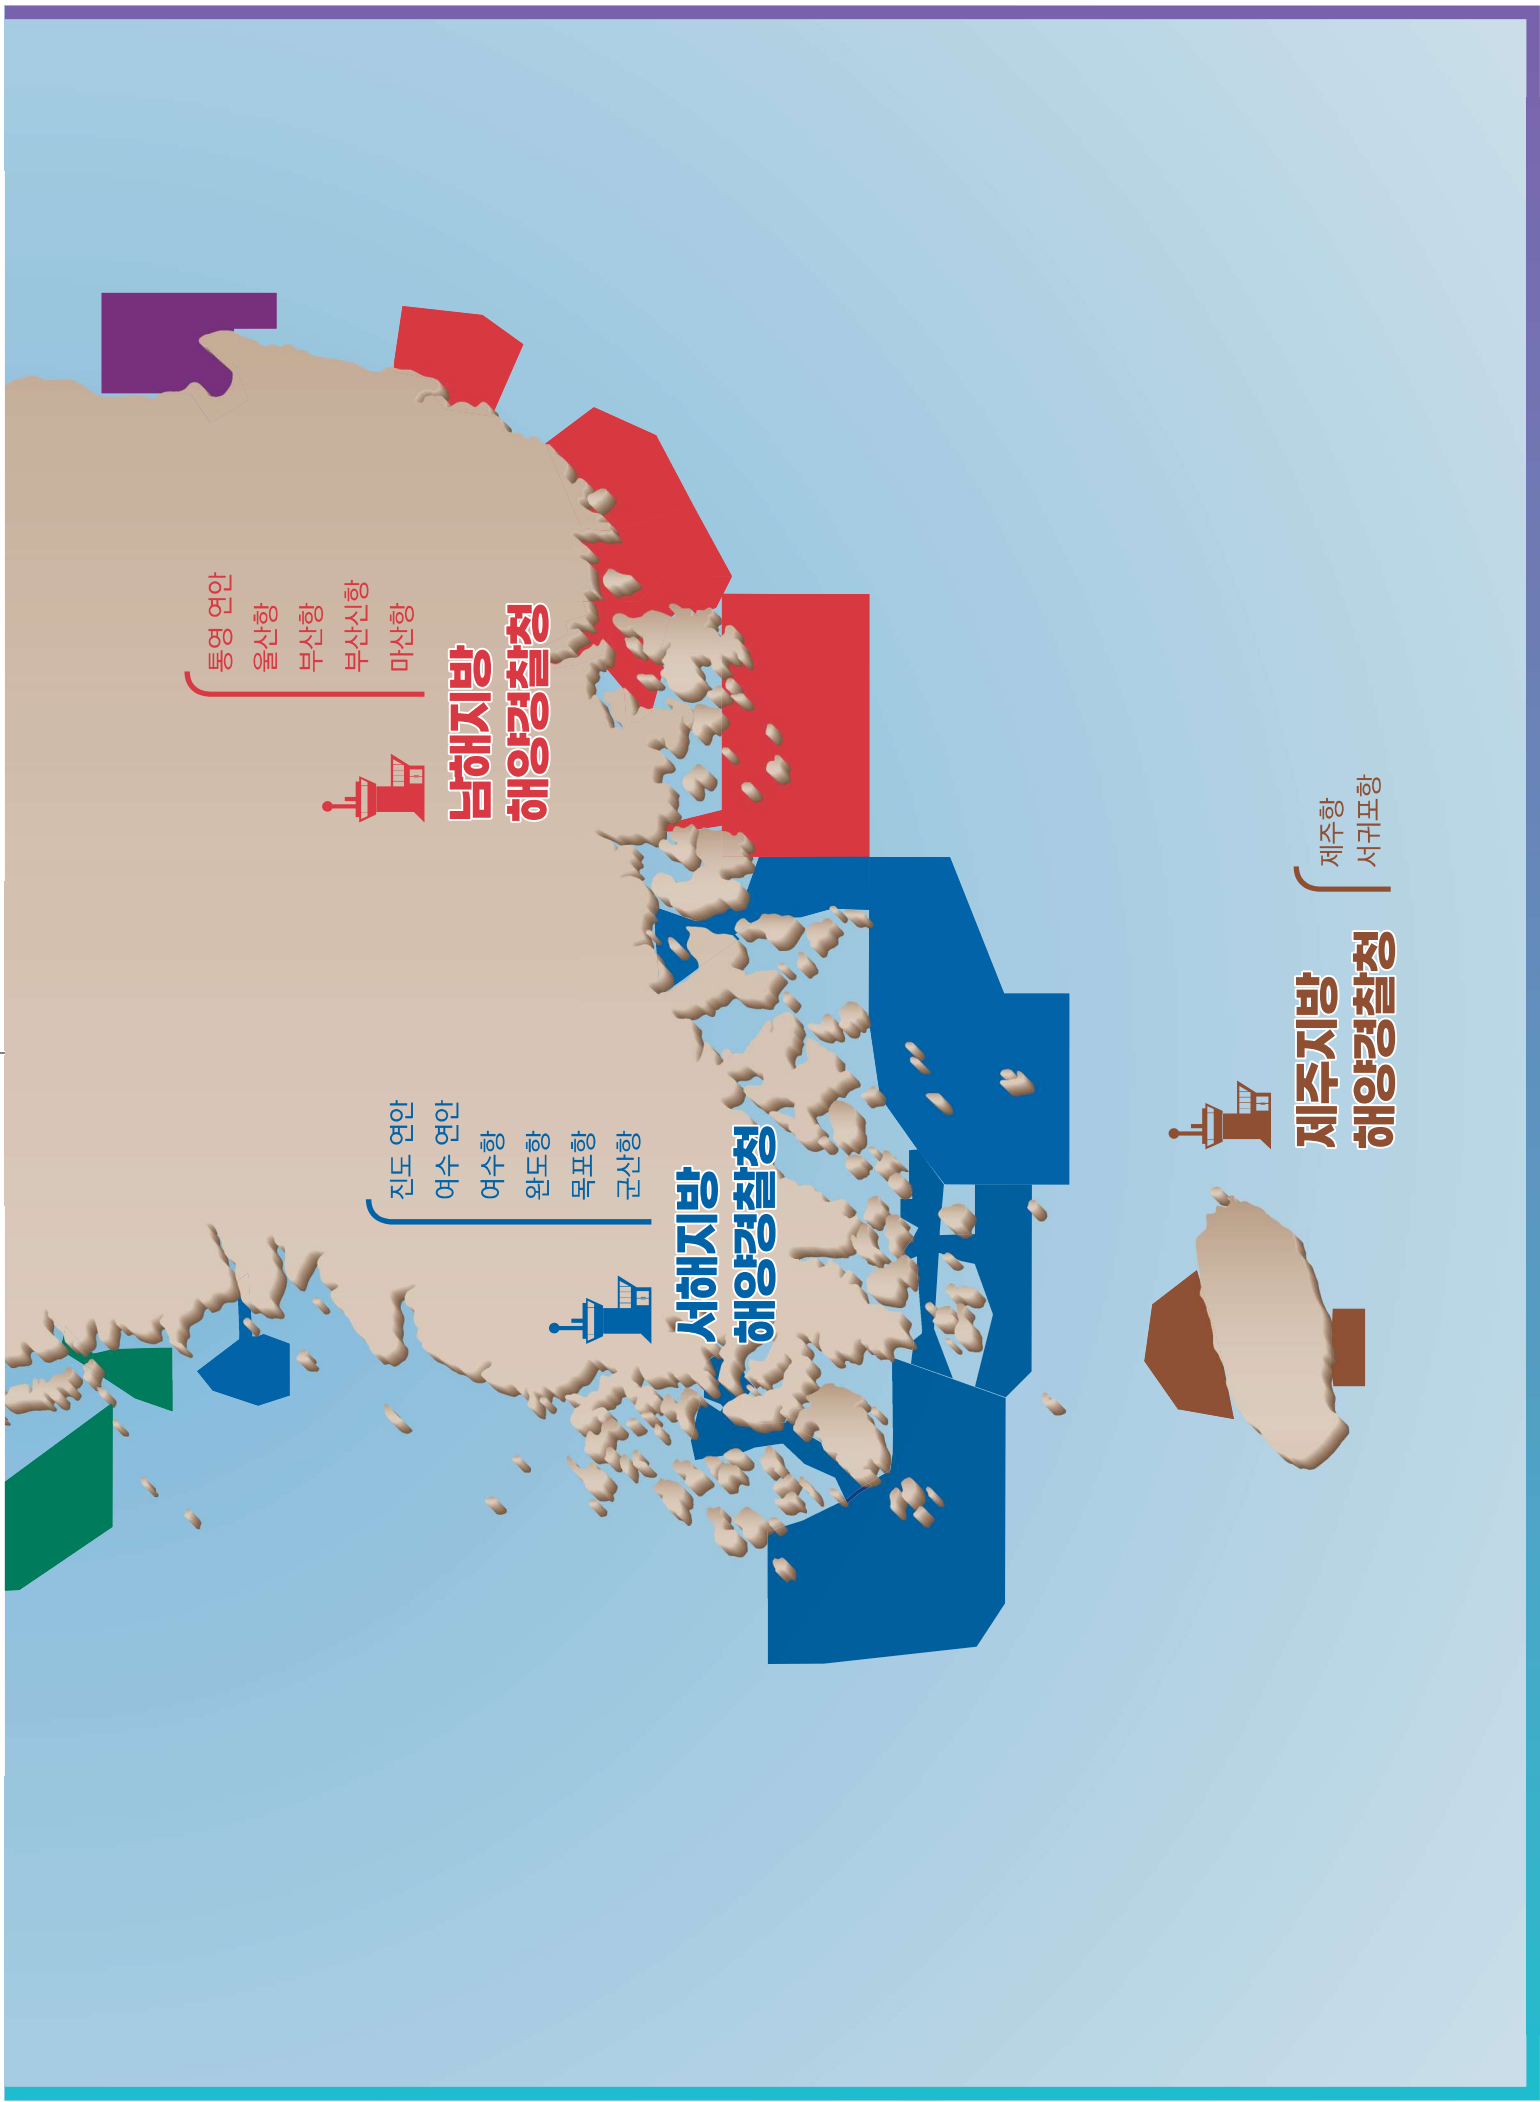 통영 연안
울산항
부산항
부산신항
마산항
남해지방
해양경찰청
진도 연안
여수 연안
여수항
완도항
목포항
군산항
서해지방
해양경찰청
제주항
서귀포항
제주지방
해양경찰청